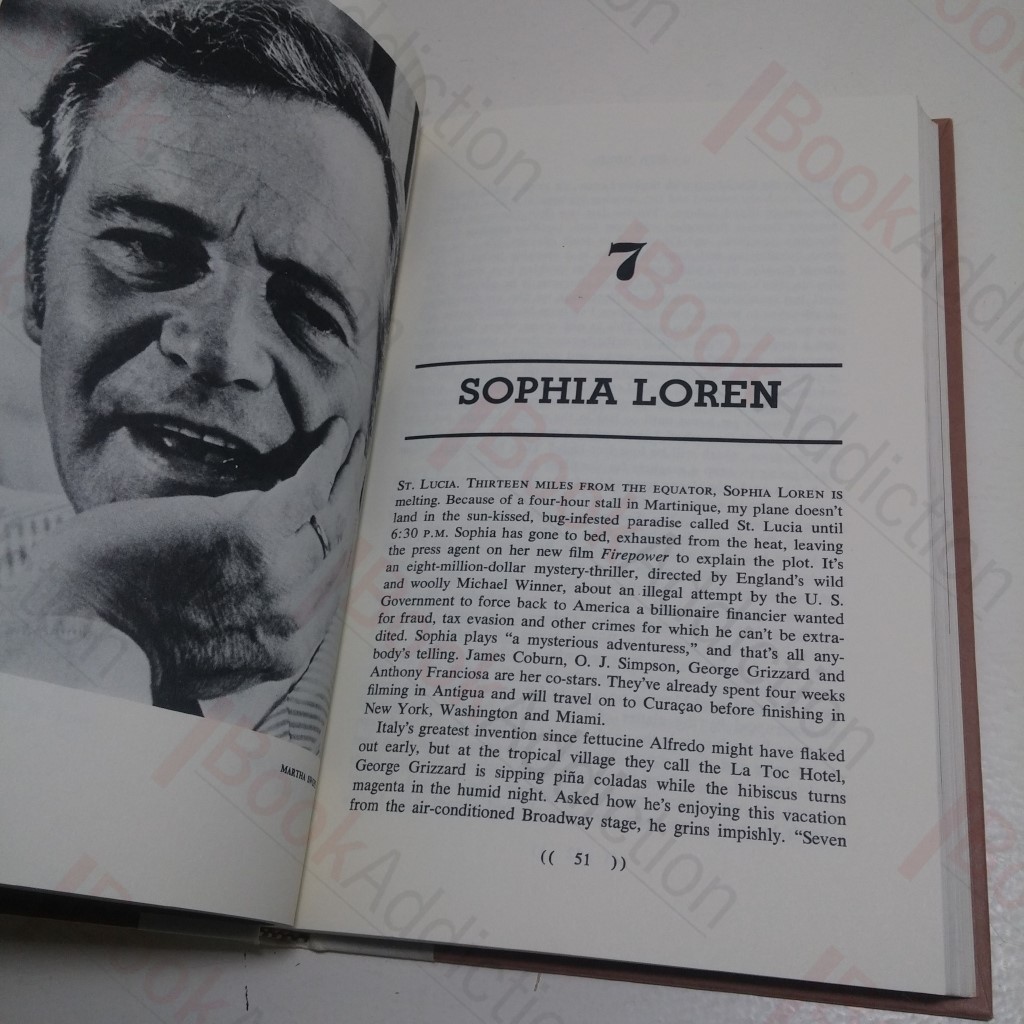 MARTHA
7
SOPHIA LOREN
ST. LUCIA. THIRTEEN MILES FROM THE EQUATOR, SOPHIA LOREN IS
melting. Because of a four-hour stall in Martinique, my plane doesn't
land in the sun-kissed, bug-infested paradise called St. Lucia until
6:30 P.M. Sophia has gone to bed, exhausted from the heat, leaving
the press agent on her new film Firepower to explain the plot. It's
an eight-million-dollar mystery-thriller, directed by England's wild
and woolly Michael Winner, about an illegal attempt by the U. S.
Government to force back to America a billionaire financier wanted
for fraud, tax evasion and other crimes for which he can't be extra-
dited. Sophia plays "a mysterious adventuress," and that's all any-
body's telling. James Coburn, O. J. Simpson, George Grizzard and
Anthony Franciosa are her co-stars. They've already spent four weeks
filming in Antigua and will travel on to Curaçao before finishing in
New York, Washington and Miami.
Italy's greatest invention since fettucine Alfredo might have flaked
out early, but at the tropical village they call the La Toc Hotel,
George Grizzard is sipping piña coladas while the hibiscus turns
magenta in the humid night. Asked how he's enjoying this vacation
from the air-conditioned Broadway stage, he grins impishly. "Seven
(( 51 ))
BookAddiction
BookAddiction
BookAddiction
BookAddiction
BookAddiction